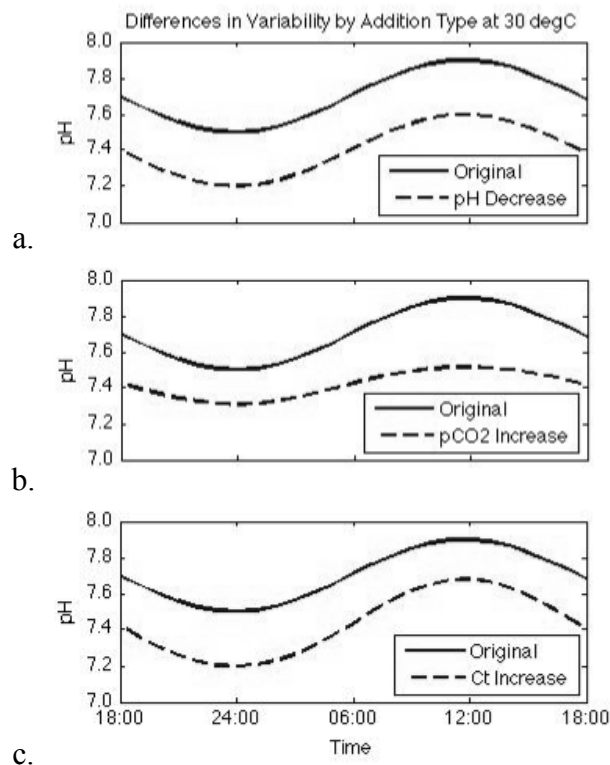 Differences in Variability by Addition Type at 30 degC
8.0
7.8
7.6
7.4
7.2
7.0
pH
Original
pH Decrease
a.
8.0
7.8
7.6
7.4
7.2
7.0
pH
Original
pCO2 Increase
b.
8.0
7.8
7.6
7.4
7.2
7.0
pH
Original
Ct Increase
18:00 24:00 06:00 12:00 18:00
Time
c.